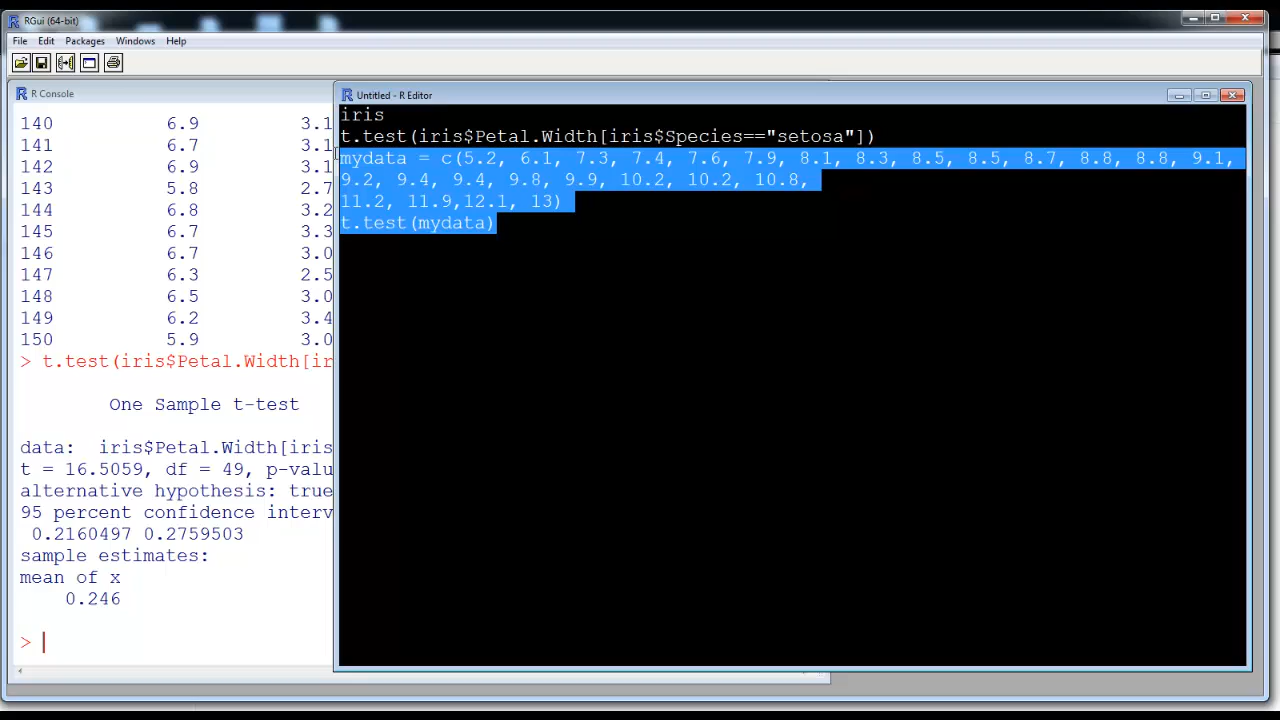 RGui (64-bit)
File Edit Packages Windows Help
R Console
140 6.9 3.1
141 6.7 3.1
142 6.9 3.1
143 5.8 2.7
144 6.8 3.2
145 6.7 3.3
146 6.7 3.0
147 6.3 2.5
148 6.5 3.0
149 6.2 3.4
150 5.9 3.0
> t.test(iris$Petal.Width[ir
One Sample t-test
data: iris$Petal.Width[iris
t = 16.5059, df = 49, p-valu
alternative hypothesis: true
95 percent confidence interv
0.2160497 0.2759503
sample estimates:
mean of x
0.246
>
Untitled - R Editor
iris
t.test(iris$Petal.Width[iris$Species=="setosa"])
mydata = c(5.2, 6.1, 7.3, 7.4, 7.6, 7.9, 8.1, 8.3, 8.5, 8.5, 8.7, 8.8, 8.8, 9.1,
9.2, 9.4, 9.4, 9.8, 9.9, 10.2, 10.2, 10.8,
11.2, 11.9,12.1, 13)
t.test(mydata)